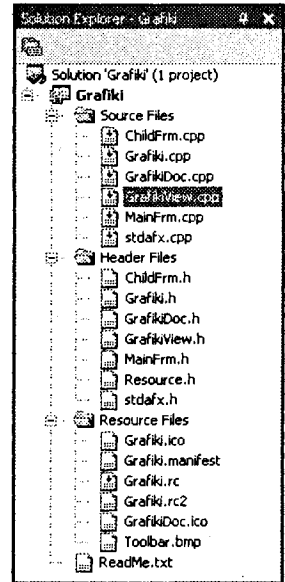 Solution Explorer - Grafiki
Solution 'Grafiki' (1 project)
Grafiki
Source Files
ChildFrm.cpp
Grafiki.cpp
GrafikiDoc.cpp
GrafikiView.cpp
MainFrm.cpp
stdafx.cpp
Header Files
ChildFrm.h
Grafiki.h
GrafikiDoc.h
GrafikiView.h
MainFrm.h
Resource.h
stdafx.h
Resource Files
Grafiki.ico
Grafiki.manifest
Grafiki.rc
Grafiki.rc2
GrafikiDoc.ico
Toolbar.bmp
ReadMe.txt